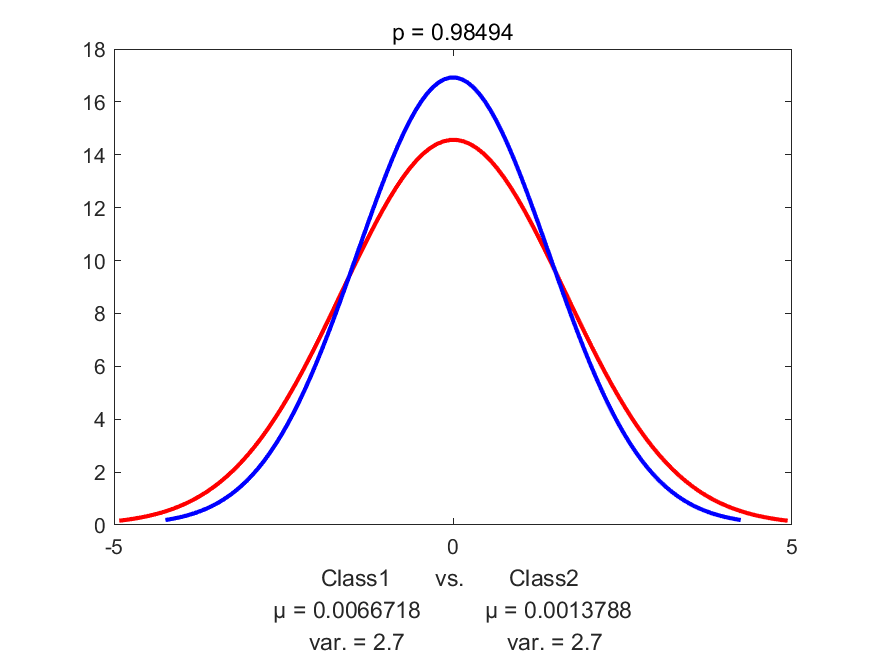 p = 0.98494
18
16
14
12
10
8
6
4
2
0
-5 0 5
Class1 vs. Class2
μ = 0.0066718 μ = 0.0013788
var. = 2.7 var. = 2.7